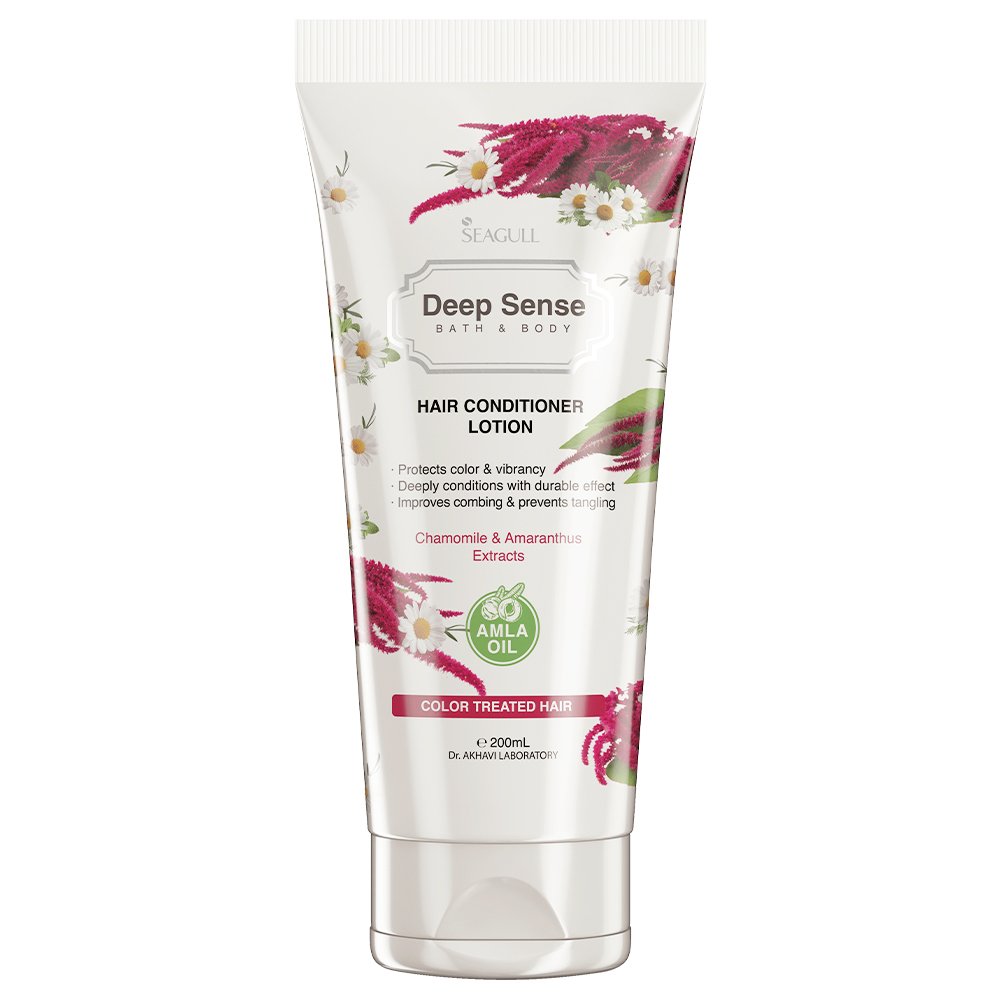 SEAGULL
Deep Sense
BATH & BODY
HAIR CONDITIONER
LOTION
· Protects color & vibrancy
· Deeply conditions with durable effect
· Improves combing & prevents tangling
Chamomile & Amaranthus
Extracts
AMLA
OIL
COLOR TREATED HAIR
℮ 200mL
Dr. AKHAVI LABORATORY